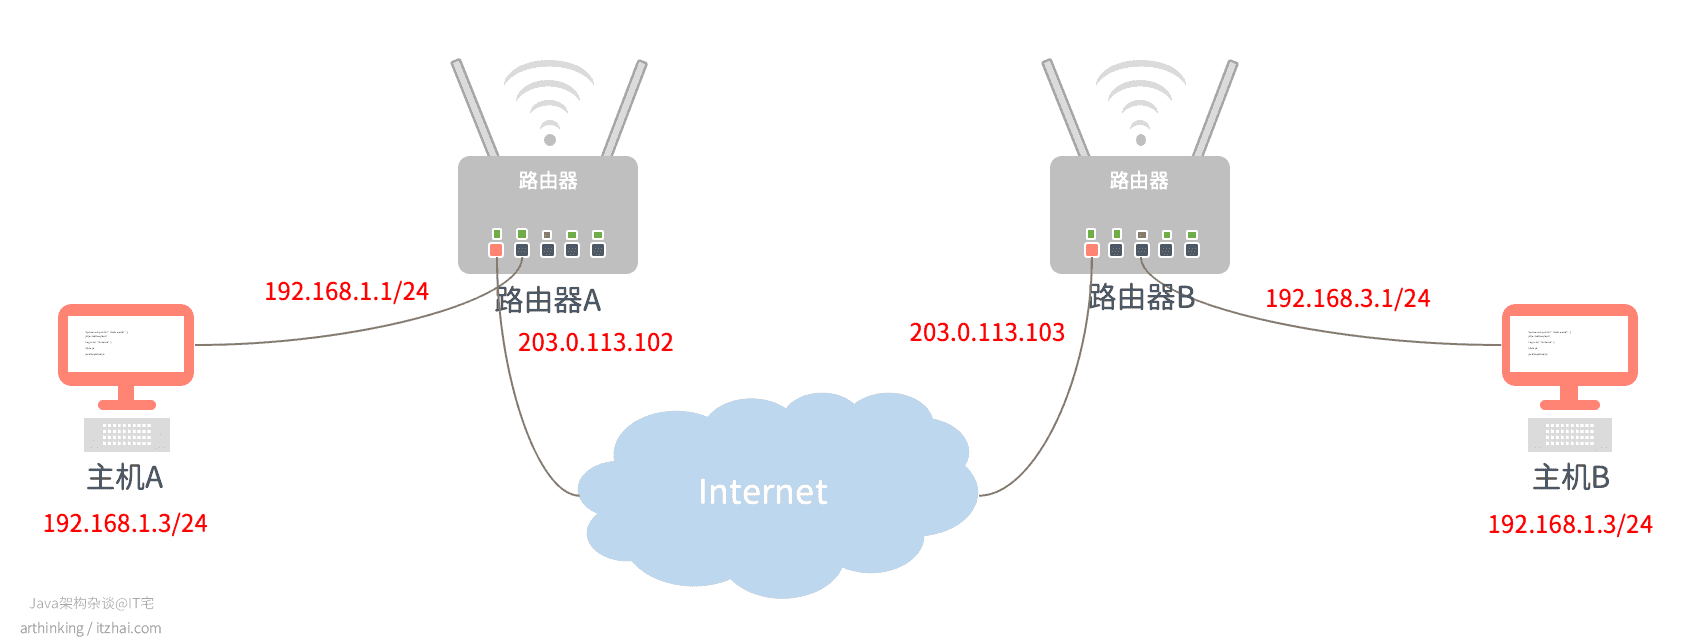 路由器
路由器
192.168.1.1/24
路由器A
203.0.113.102
路由器B
192.168.3.1/24
203.0.113.103
Internet
主机A
192.168.1.3/24
主机B
192.168.1.3/24
Java架构杂谈@IT宅
arthinking / itzhai.com